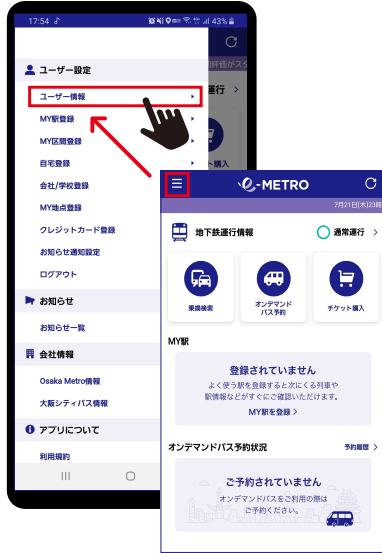 17:54
43%
ユーザー設定
ユーザー情報
MY駅登録
MY区間登録
自宅登録
会社/学校登録
MY地点登録
クレジットカード登録
お知らせ通知設定
ログアウト
お知らせ
お知らせ一覧
会社情報
Osaka Metro情報
大阪シティバス情報
アプリについて
利用規約
評価がスタ
運行
ト購入
e-METRO
7月21日(木)23時
地下鉄運行情報
通常運行
乗換検索
オンデマンド
バス予約
チケット購入
MY駅
登録されていません
よく使う駅を登録すると次にくる列車や
駅情報などがすぐにご確認いただけます。
MY駅を登録
オンデマンドバス予約状況
予約履歴
ご予約されていません
オンデマンドバスをご利用の際は
ご予約ください。